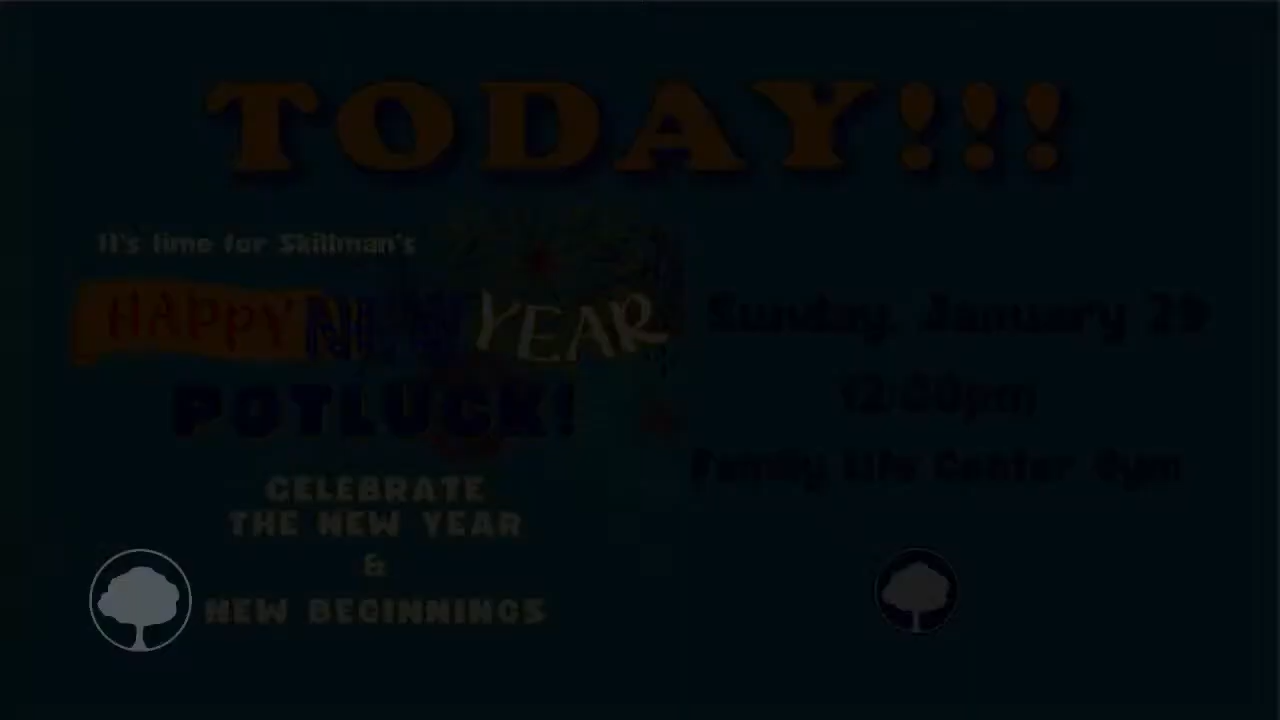 TODAY!!!
It's time for Skillman's
HAPPY NEW YEAR
POTLUCK!
CELEBRATE
THE NEW YEAR
&
NEW BEGINNINGS
Sunday, January 29
12:00pm
Family Life Center Gym